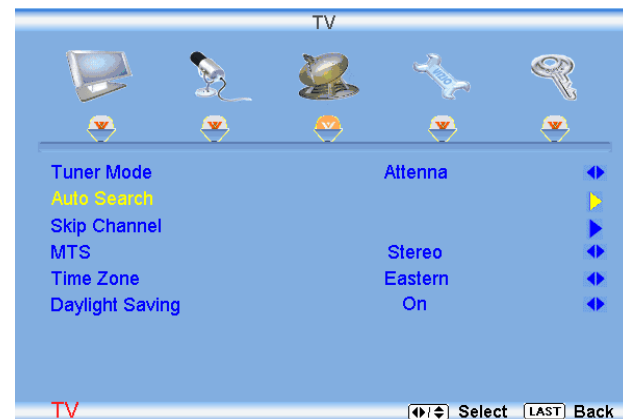 TV
VIZIO
Tuner Mode Attenna
Auto Search
Skip Channel
MTS Stereo
Time Zone Eastern
Daylight Saving On
TV Select LAST Back